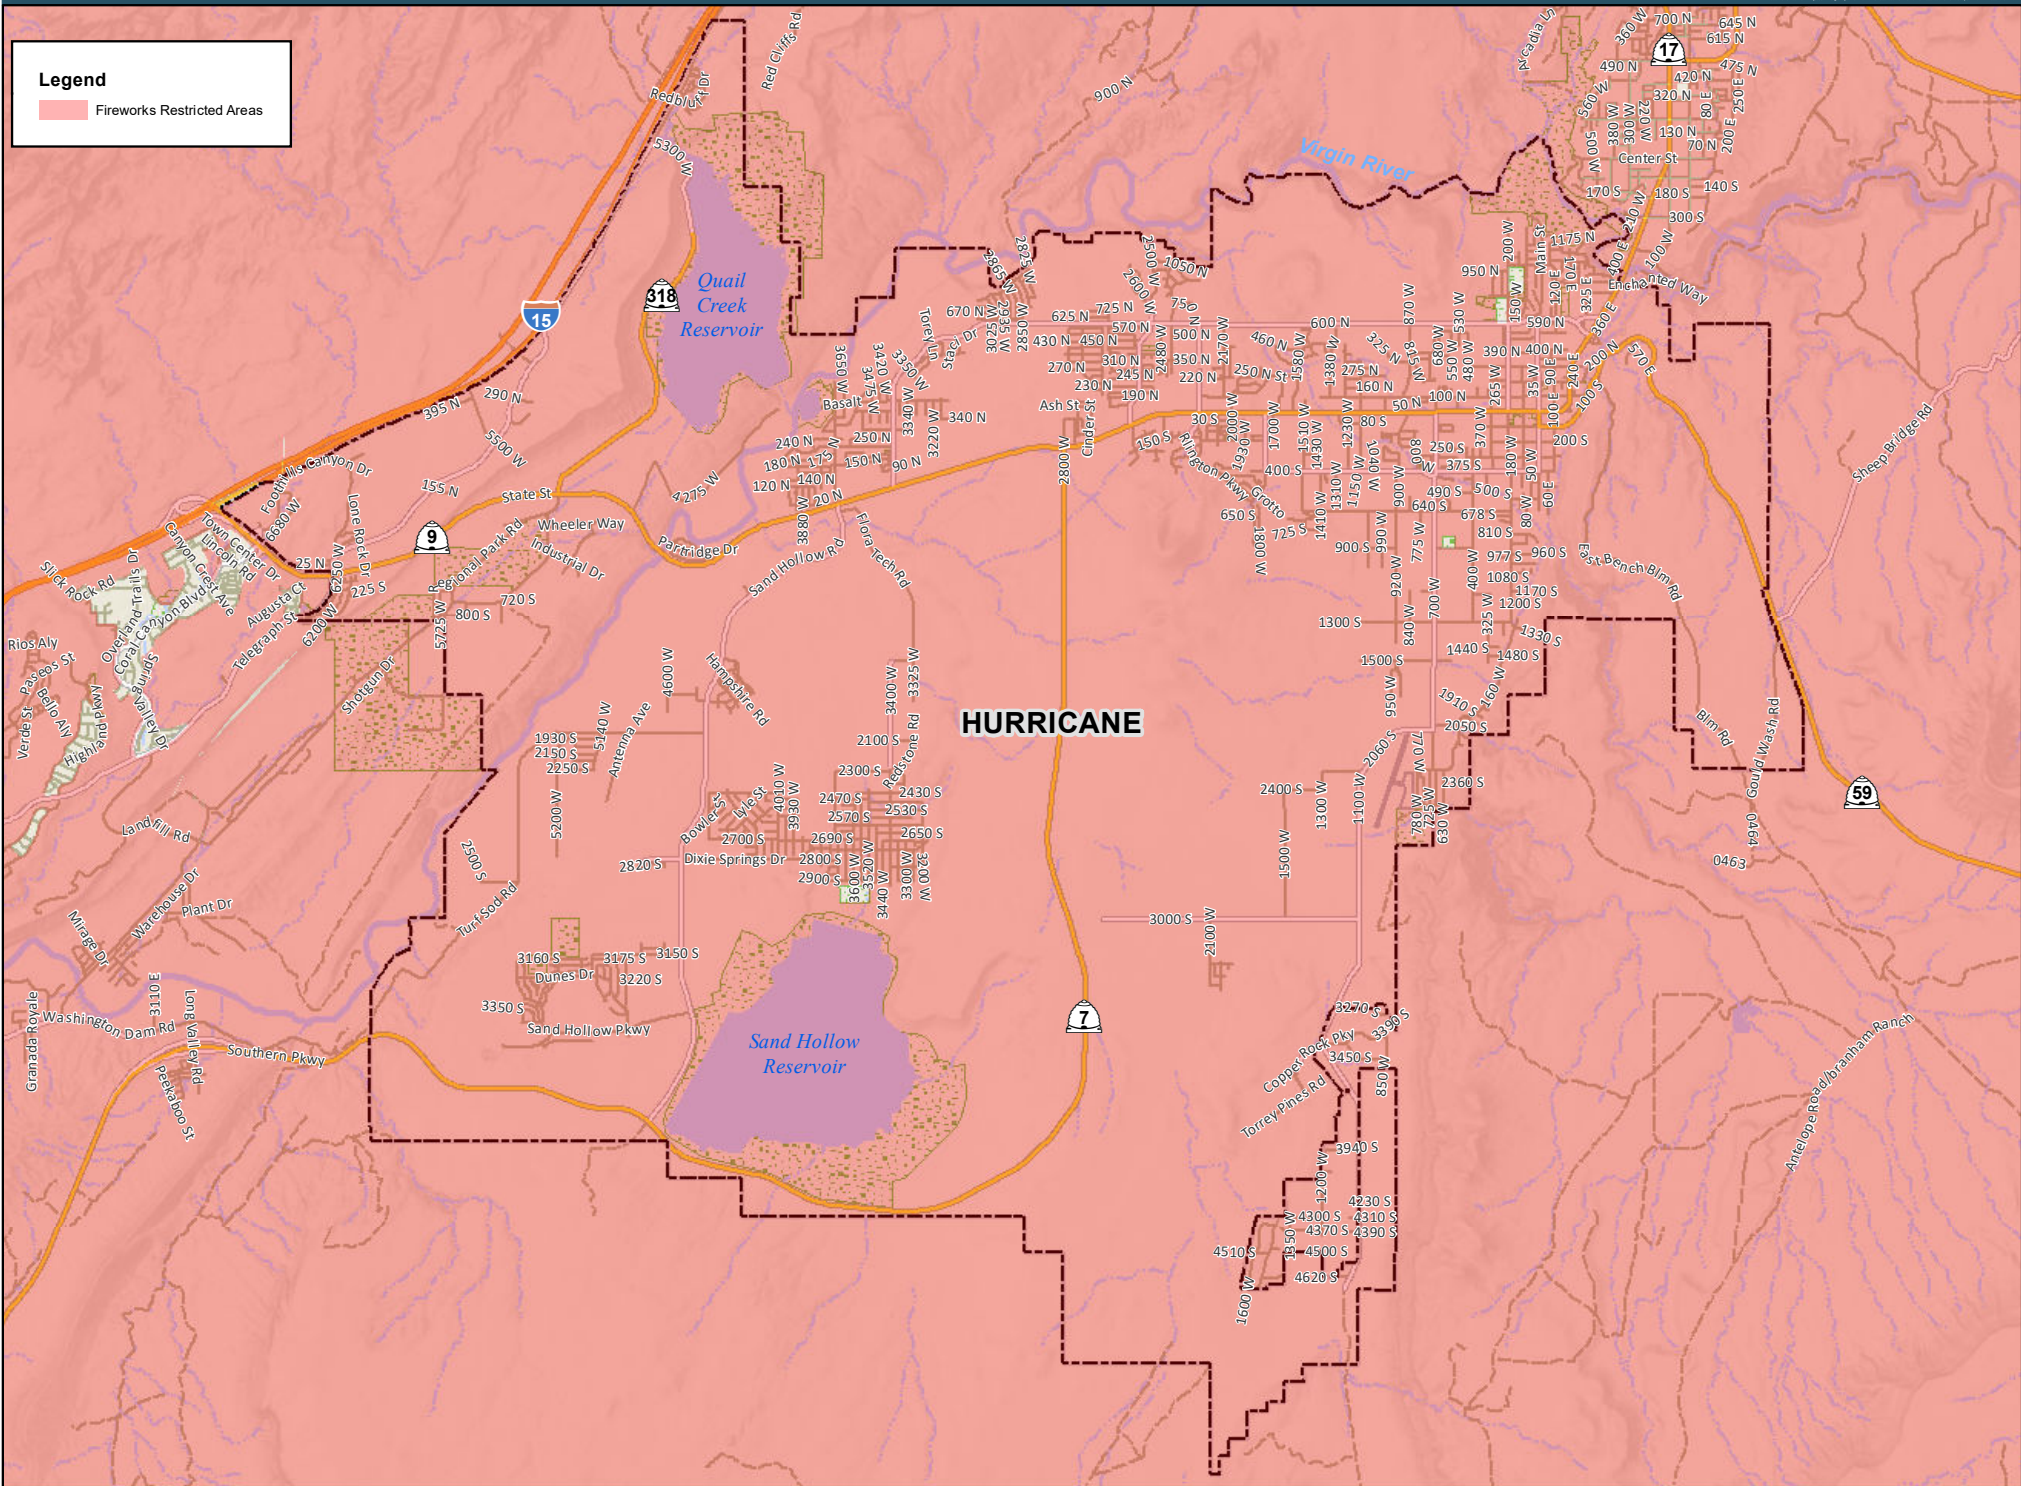 Legend
Fireworks Restricted Areas
Red Cliffs Rd
Redbluff Dr
900 N
Arcadia Ln
360 W
700 N
645 N
615 N
17
490 N
475 N
420 N
320 N
560 W
80 E
250 E
380 W
300 W
220 W
500 W
130 N
70 N
200 E
Center St
170 S
180 S
140 S
300 S
210 W
100 W
5300 W
Virgin River
Quail
Creek
Reservoir
318
15
2865 W
2825 W
2500 W
1050 N
2600 W
200 W
Main St
1175 N
170 E
950 N
120 E
325 E
400 E
Enchanted Way
150 W
670 N
3025 W
2935 W
2850 W
625 N
725 N
750 N
570 N
500 N
600 N
870 W
530 W
590 N
360 E
Torey Ln
Staci Dr
430 N
450 N
2480 W
2170 W
460 N
1580 W
1380 W
325 N
815 W
680 W
550 W
480 W
390 N
400 N
200 N
570 E
3650 W
3420 W
3475 W
3350 W
3340 W
3220 W
340 N
310 N
350 N
270 N
245 N
220 N
230 N
190 N
250 N St
275 N
160 N
100 N
50 N
265 W
35 W
90 E
240 E
100 E
100 S
Basalt
Ash St
Cinder St
395 N
290 N
5500 W
30 S
2000 W
1930 W
1700 W
1510 W
1430 W
1230 W
80 S
1040 W
800 W
250 S
370 W
200 S
240 N
250 N
180 N
175 N
150 N
90 N
120 N
140 N
20 N
3880 W
4275 W
2800 W
150 S
Rlington Pkwy
400 S
1310 W
1150 W
900 W
375 S
180 W
50 W
490 S
500 S
60 E
Sheep Bridge Rd
Foothills Canyon Dr
6680 W
Lone Rock Dr
155 N
State St
Wheeler Way
9
Industrial Dr
Partridge Dr
Regional Park Rd
Sand Hollow Rd
Flora Tech Rd
Grotto
650 S
725 S
1800 W
1410 W
640 S
678 S
80 W
810 S
990 W
775 W
900 S
977 S
960 S
East Bench Blm Rd
Canyon Crest Ave
Town Center Dr
Lincoln Rd
25 N
6250 W
225 S
Slick Rock Rd
Overland Trails Dr
Coral Canyon Blvd
Augusta Ct
Telegraph St
6200 W
5725 W
720 S
800 S
920 W
400 W
700 W
1080 S
1170 S
1200 S
1300 S
840 W
325 W
1330 S
Rios Aly
Paseos St
Bello Aly
Verde St
Highland Pkwy
Spring Valley Dr
Shotgun Dr
4600 W
Hampshire Rd
3400 W
3325 W
1500 S
1440 S
1480 S
950 W
1910 S
160 W
HURRICANE
2050 S
2060 S
770 W
Blm Rd
Gould Wash Rd
1930 S
2150 S
2250 S
5140 W
Antenna Ave
2100 S
2300 S
Redstone Rd
2360 S
59
5200 W
Bowler St
Lyle St
4010 W
3930 W
2470 S
2430 S
2570 S
2530 S
2400 S
1300 W
1100 W
780 W
725 W
630 W
Landfill Rd
2500 S
2700 S
2690 S
2650 S
2820 S
Dixie Springs Dr
2800 S
2900 S
3600 W
3520 W
3440 W
3300 W
3200 W
1500 W
0464
0463
Warehouse Dr
Plant Dr
Mirage Dr
Turf Sod Rd
3000 S
2100 W
3160 S
3175 S
3150 S
Dunes Dr
3220 S
3350 S
Sand Hollow Pkwy
3110 E
Long Valley Rd
Granada Royale
Washington Dam Rd
Southern Pkwy
Peekaboo St
Sand Hollow
Reservoir
7
3270 S
3390 S
Copper Rock Pky
3450 S
850 W
Torrey Pines Rd
Antelope Road/branham Ranch
3940 S
1200 W
4230 S
4300 S
4310 S
4370 S
4390 S
1350 W
4510 S
4500 S
4620 S
1600 W